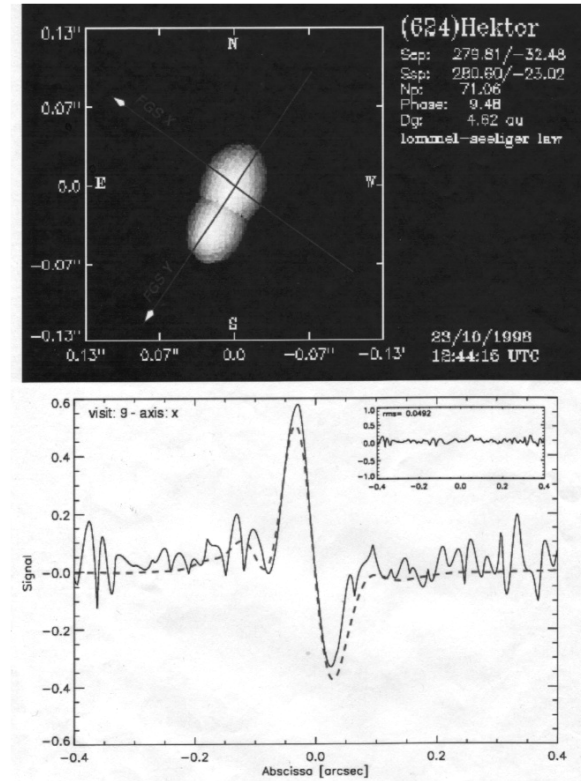 (624)Hektor
Sep: 279.81/-32.48
Ssp: 280.60/-23.02
Np: 71.06
Phase: 9.48
Dg: 4.62 au
lommel-seeliger law
0.13"
0.07"
0.0
-0.07"
-0.13"
N
E
W
S
FGS X
FGS Y
0.13"
0.07"
0.0
-0.07"
-0.13'
23/10/1998
12:44:15 UTC
visit: 9 - axis: x
rms= 0.0492
1.0
0.5
0.0
-0.5
-1.0
-0.4
-0.2
0.0
0.2
0.4
0.6
0.4
0.2
-0.0
-0.2
-0.4
-0.6
Signal
-0.4
-0.2
0.0
0.2
0.4
Abscissa [arcsec]